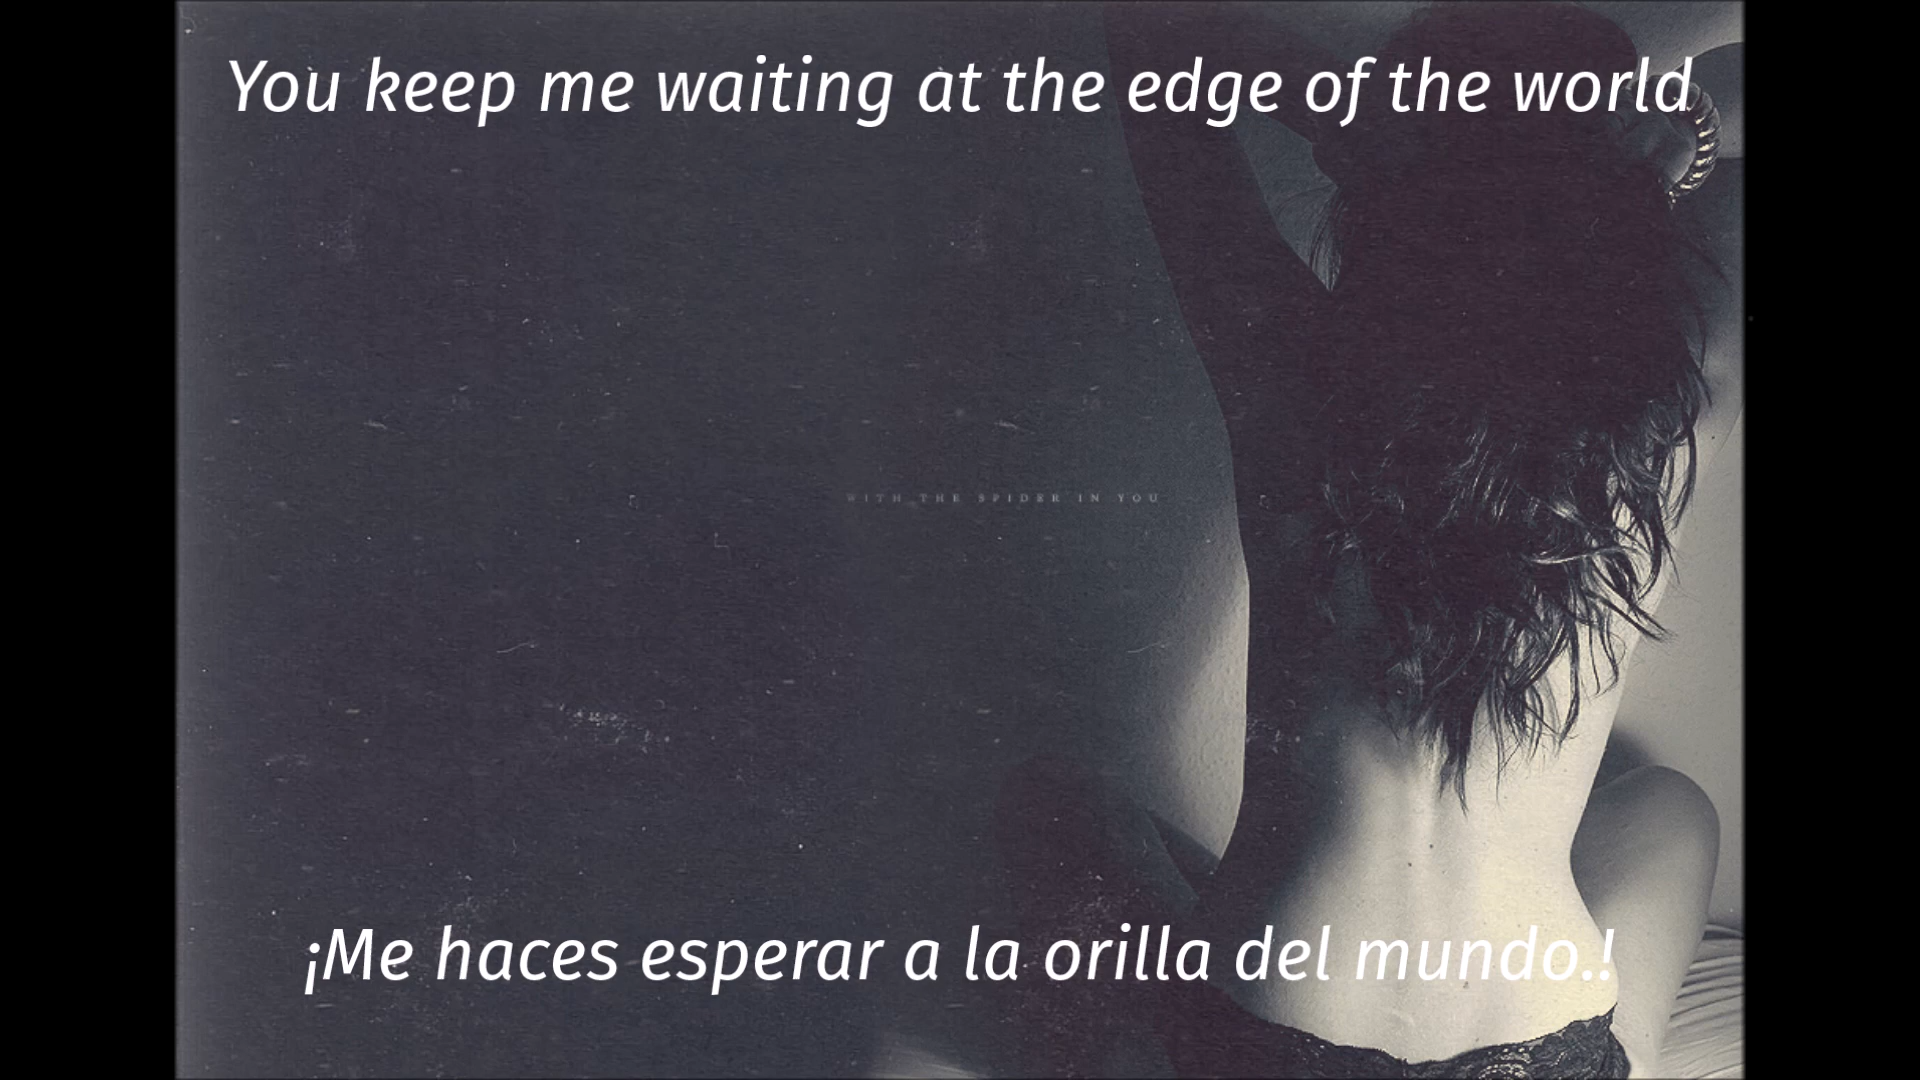 You keep me waiting at the edge of the world
WITH THE SPIDER IN YOU
¡Me haces esperar a la orilla del mundo.!